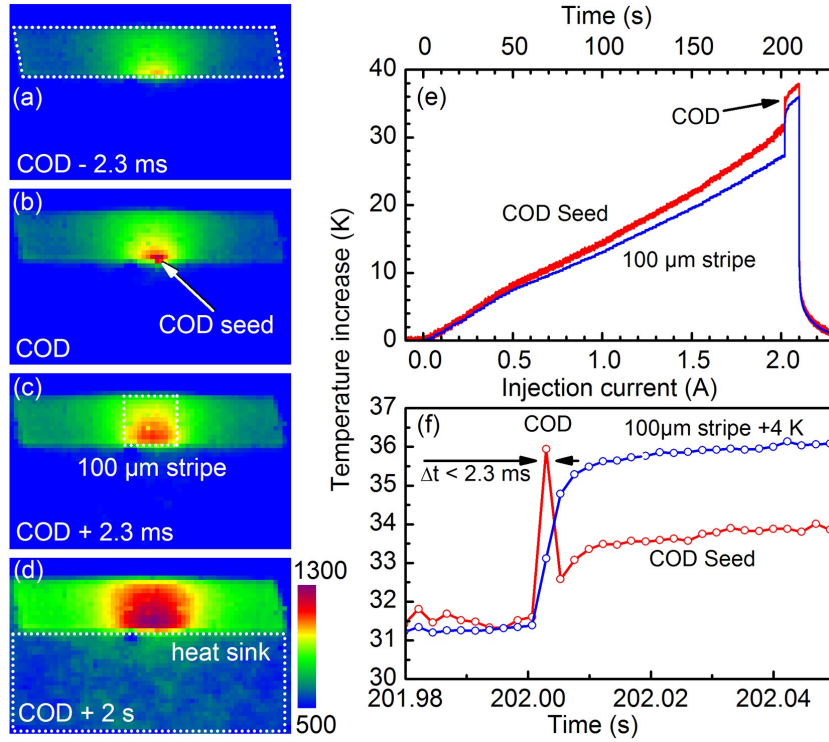 (a)
COD - 2.3 ms
(b)
COD seed
COD
(c)
100 μm stripe
COD + 2.3 ms
(d)
1300
heat sink
COD + 2 s
500
Time (s)
0 50 100 150 200
(e)
40
30
20
10
0
COD
COD Seed
100 μm stripe
0.0 0.5 1.0 1.5 2.0
Injection current (A)
Temperature increase (K)
37
36
35
34
33
32
31
30
(f)
COD
100μm stripe +4 K
Δt < 2.3 ms
COD Seed
201.98 202.00 202.02 202.04
Time (s)